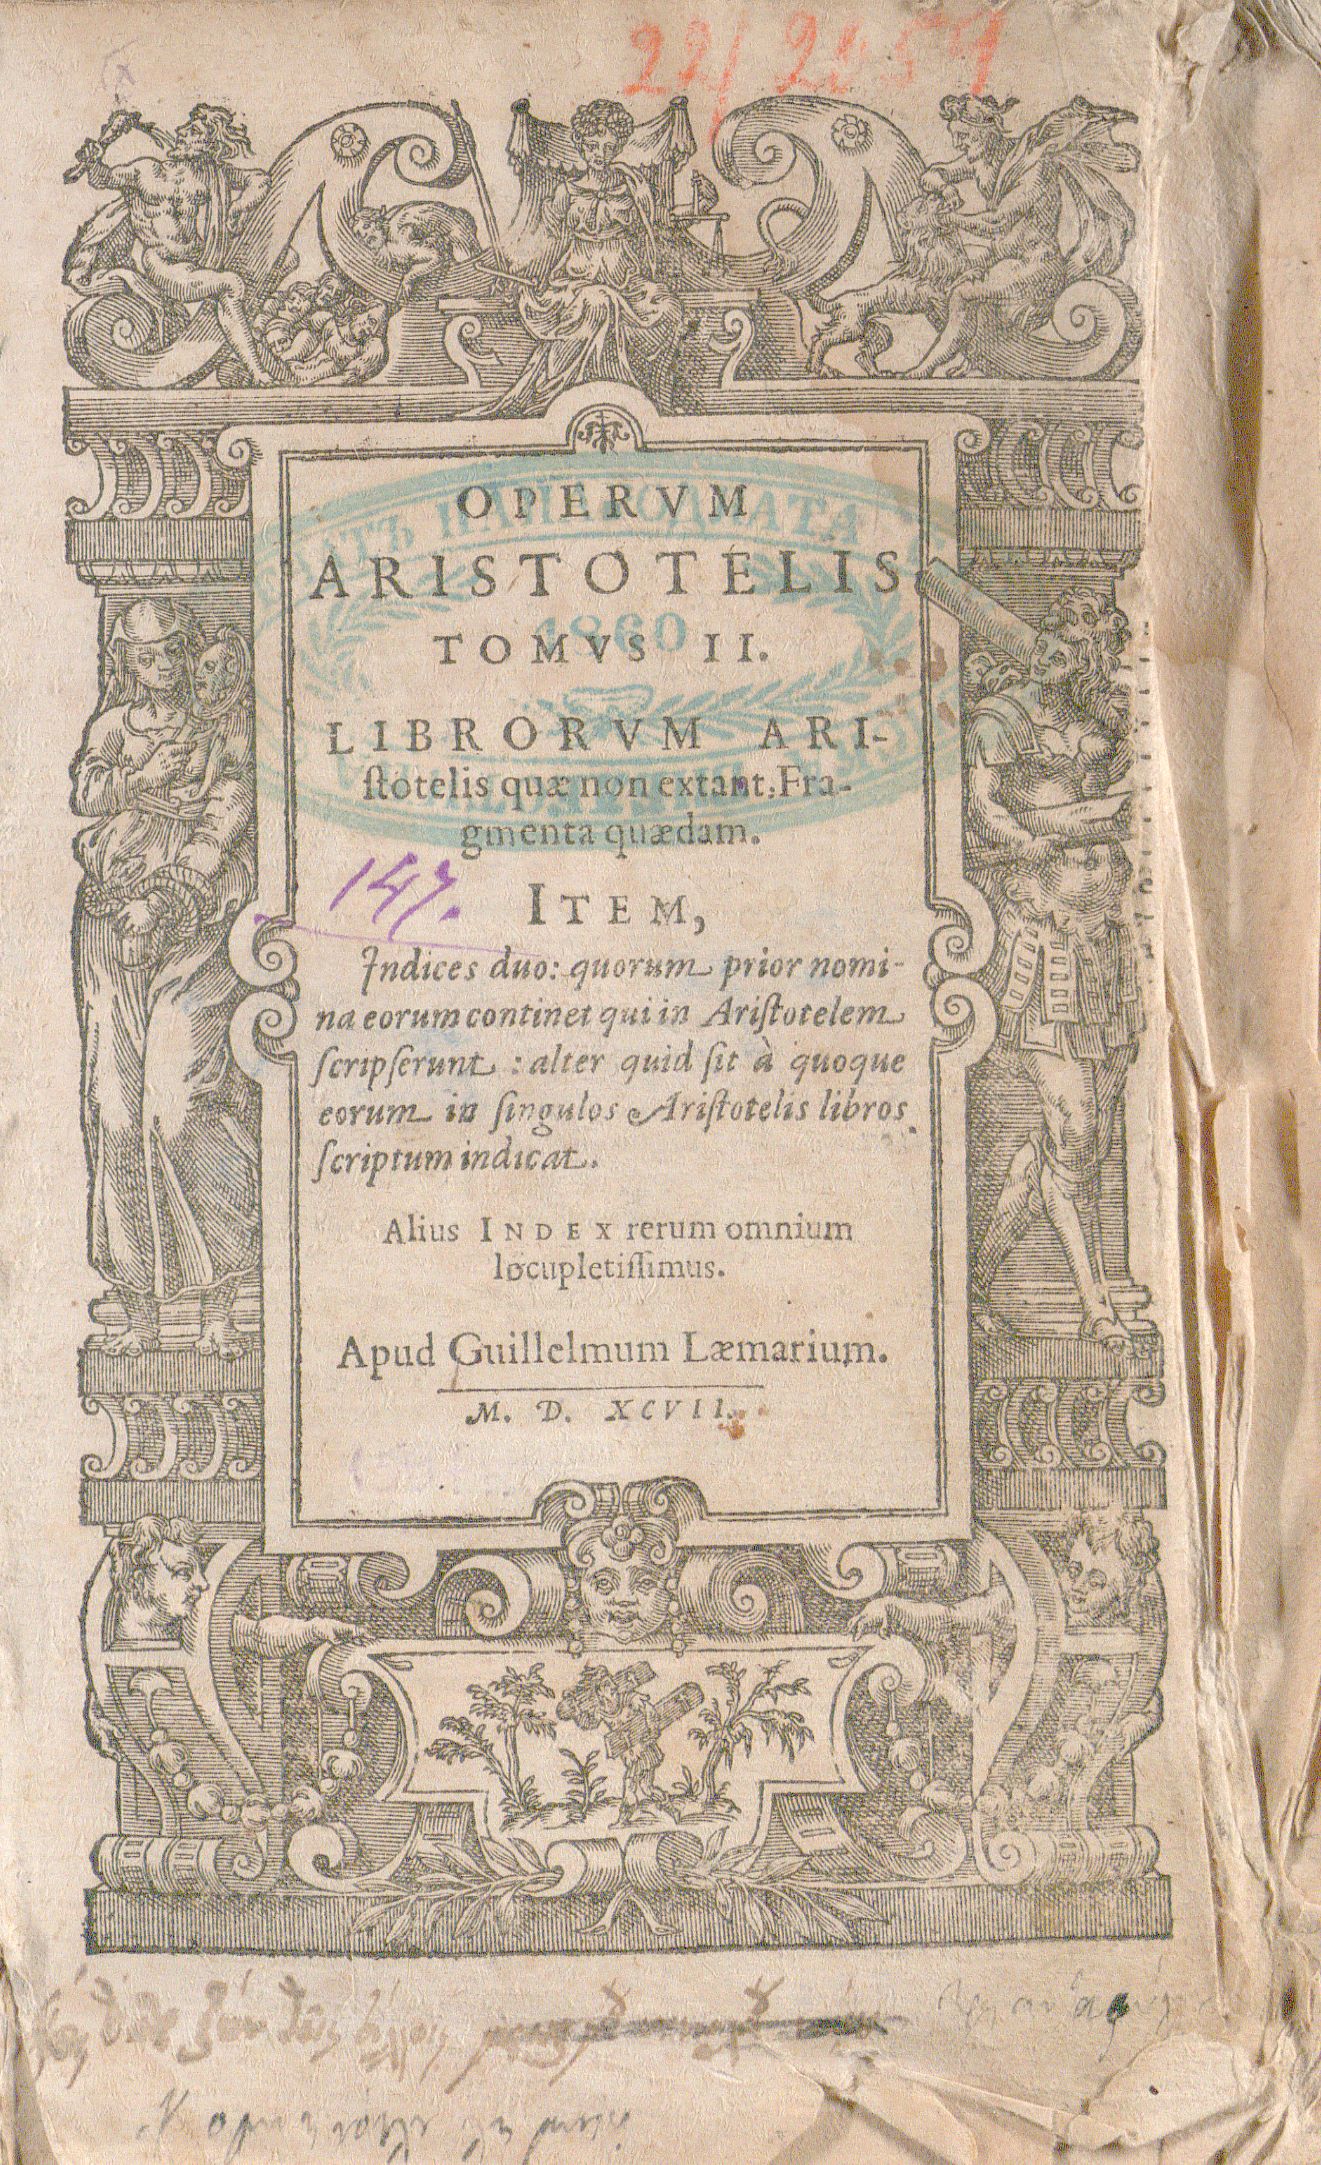 22/2654
OPERVM
ARISTOTELIS
TOMVS II.
1860
LIBRORVM ARI-
ſtotelis quæ non extant, Fra-
gmenta quædam.
147.
ITEM,
Indices duo: quorum prior nomi-
na eorum continet qui in Ariſtotelem
ſcripſerunt : alter quid ſit à quoque
eorum in ſingulos Ariſtotelis libros
ſcriptum indicat.
Alius INDEX rerum omnium
locupletiſſimus.
Apud Guillelmum Læmarium.
M. D. XCVII.